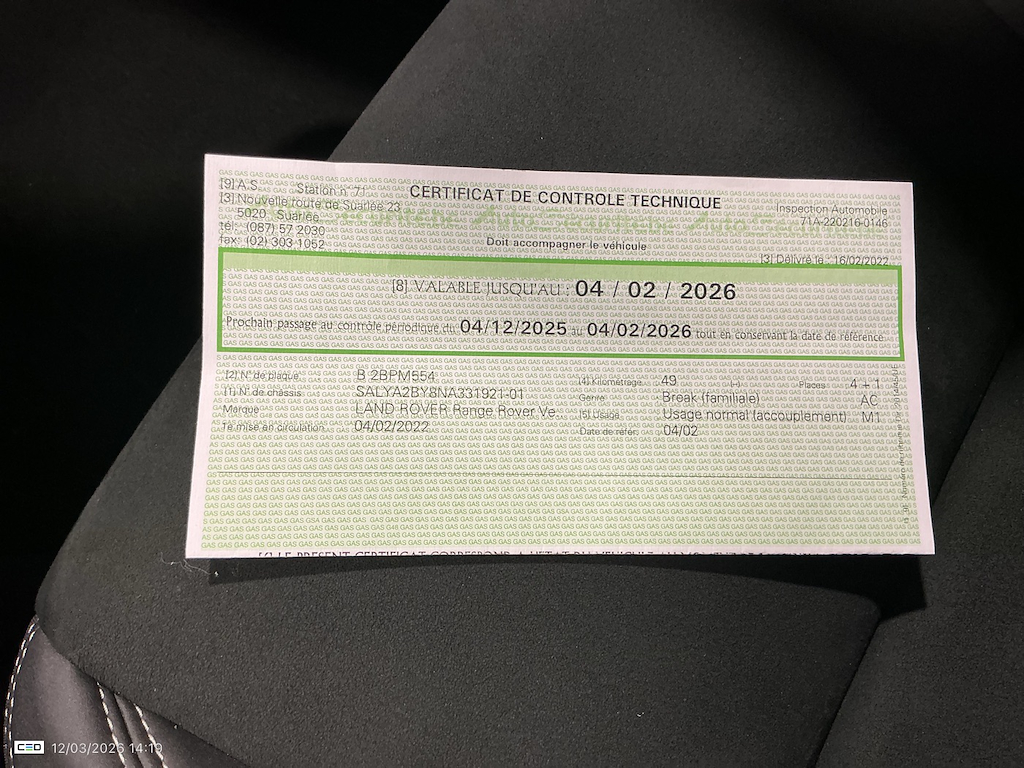 CERTIFICAT DE CONTROLE TECHNIQUE
[9] A.S. Station n° 71
[3] Nouvelle route de Suarlée 23
5020 Suarlée
tél: (087) 57 2030
fax: (02) 303 1052
Doit accompagner le véhicule
Inspection Automobile
71A-220216-0146
[3] Délivré le : 16/02/2022
[8] VALABLE JUSQU'AU : 04 / 02 / 2026
Prochain passage au contrôle périodique du 04/12/2025 au 04/02/2026 tout en conservant la date de référence.
[2] N° de plaque B 2BPM554
[1] N° de châssis SALYA2BY8NA331921-01
Marque LAND ROVER Range Rover Ve
1e mise en circulation 04/02/2022
[4] Kilométrage 49 (--) Places 4 + 1
Genre Break (familiale) AC
[5] Usage Usage normal (accouplement) M1
Date de référ. 04/02
CEO 12/03/2026 14:19